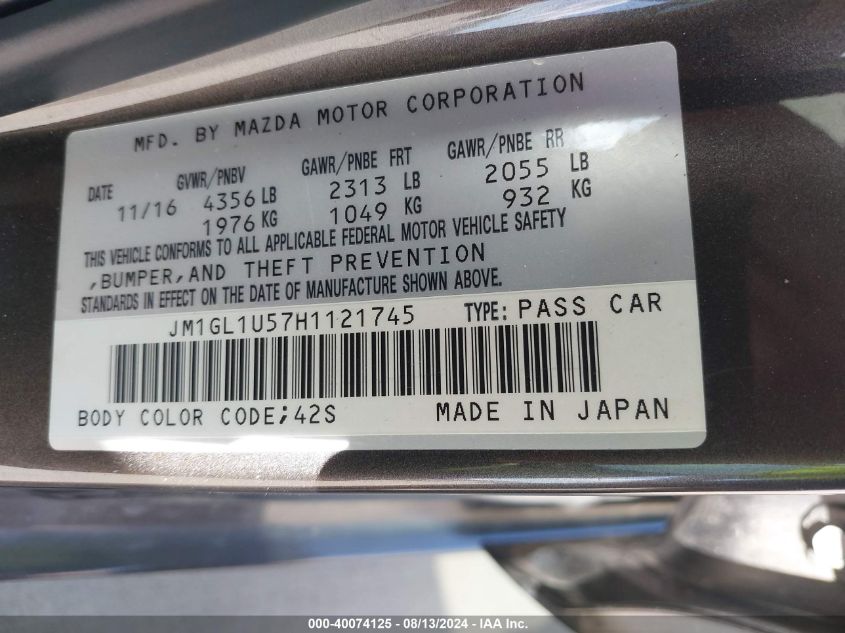 MFD. BY MAZDA MOTOR CORPORATION
DATE GVWR/PNBV GAWR/PNBE FRT GAWR/PNBE RR
11/16 4356 LB 2313 LB 2055 LB
1976 KG 1049 KG 932 KG
THIS VEHICLE CONFORMS TO ALL APPLICABLE FEDERAL MOTOR VEHICLE SAFETY
,BUMPER,AND THEFT PREVENTION
STANDARDS IN EFFECT ON THE DATE OF MANUFACTURE SHOWN ABOVE.
JM1GL1U57H1121745 TYPE: PASS CAR
BODY COLOR CODE;42S MADE IN JAPAN
000-40074125 - 08/13/2024 - IAA Inc.